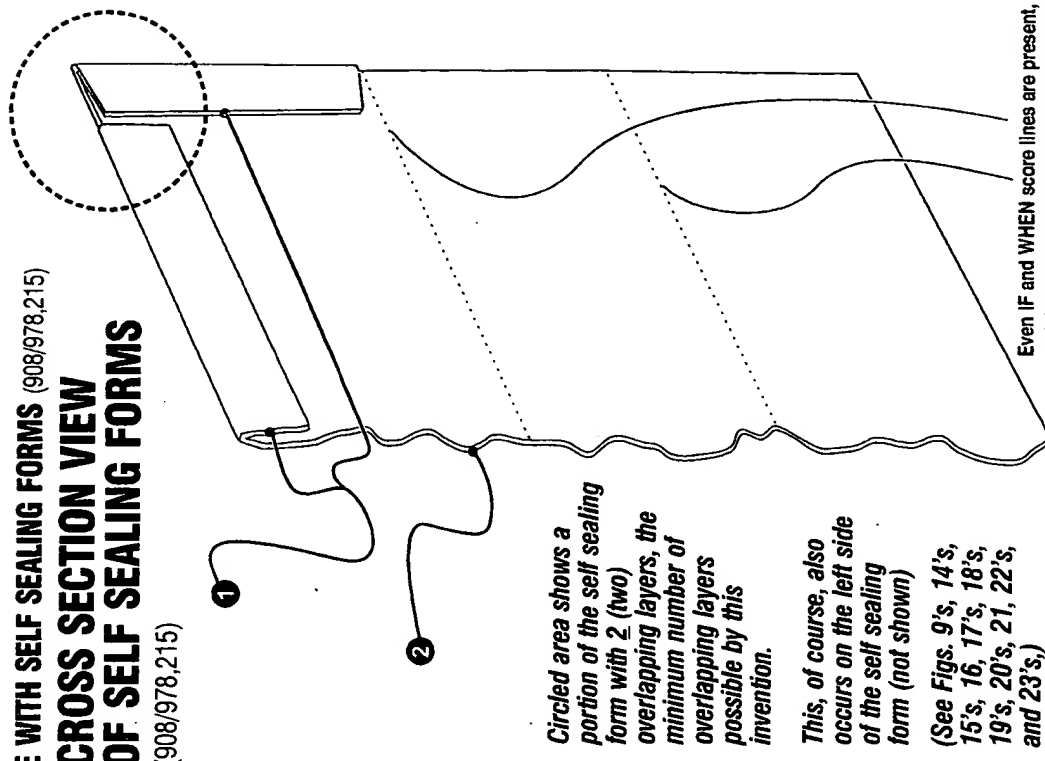 WITH SELF SEALING FORMS (908/978,215)
CROSS SECTION VIEW
OF SELF SEALING FORMS
(908/978,215)
1
2
Circled area shows a
portion of the self sealing
form with 2 (two)
overlapping layers, the
minimum number of
overlapping layers
possible by this
invention.
This, of course, also
occurs on the left side
of the self sealing
form (not shown)
(See Figs. 9's, 14's,
15's, 16, 17's, 18's,
19's, 20's, 21, 22's,
and 23's,)
Even IF and WHEN score lines are present,